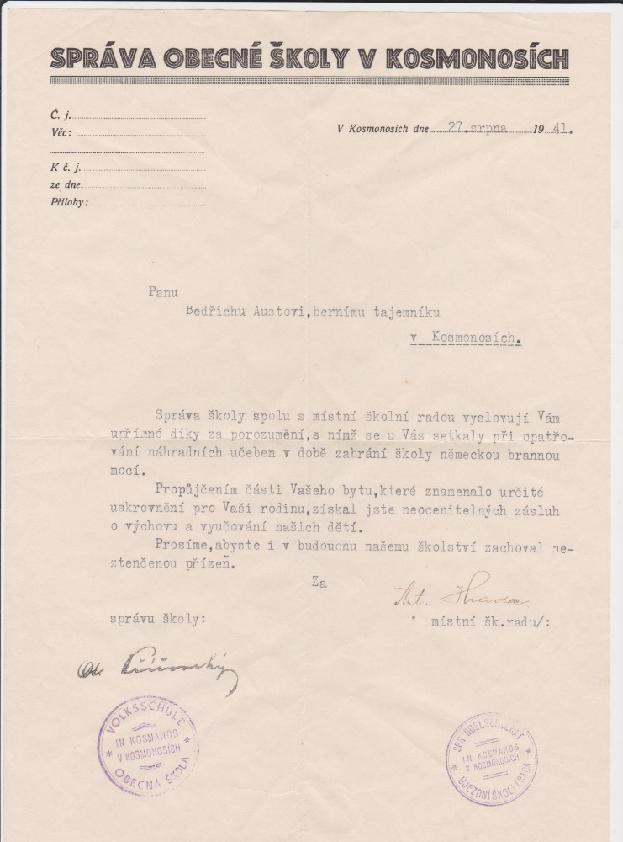 SPRÁVA OBECNÉ ŠKOLY V KOSMONOSÍCH
Č. j.
Věc:
K č. j.
ze dne
Přílohy:
V Kosmonosích dne 27.srpna 1941.
Panu
Bedřichu Austovi,bernímu tajemníku
v Kosmonosích.
Správa školy spolu s místní školní radou vyslovují Vám
upřímné díky za porozumění,s nímž se u Vás setkaly při opatřo-
vání náhradních učeben v době zabrání školy německou brannou
mocí.
Propůjčením části Vašeho bytu,které znamenalo určité
uskrovnění pro Vaši rodinu,získal jste neocenitelných zásluh
o výchovu a vyučování našich dětí.
Prosíme,abyste i v budoucnu našemu školství zachoval ne-
ztenčenou přízeň.
Za
správu školy:
místní šk.radu/:
Ant.
VOLKSSCHULE
IN KOSMANOS
V KOSMONOSÍCH
OBECNÁ ŠKOLA
IN KOSMANOS
V KOSMONOSÍCH